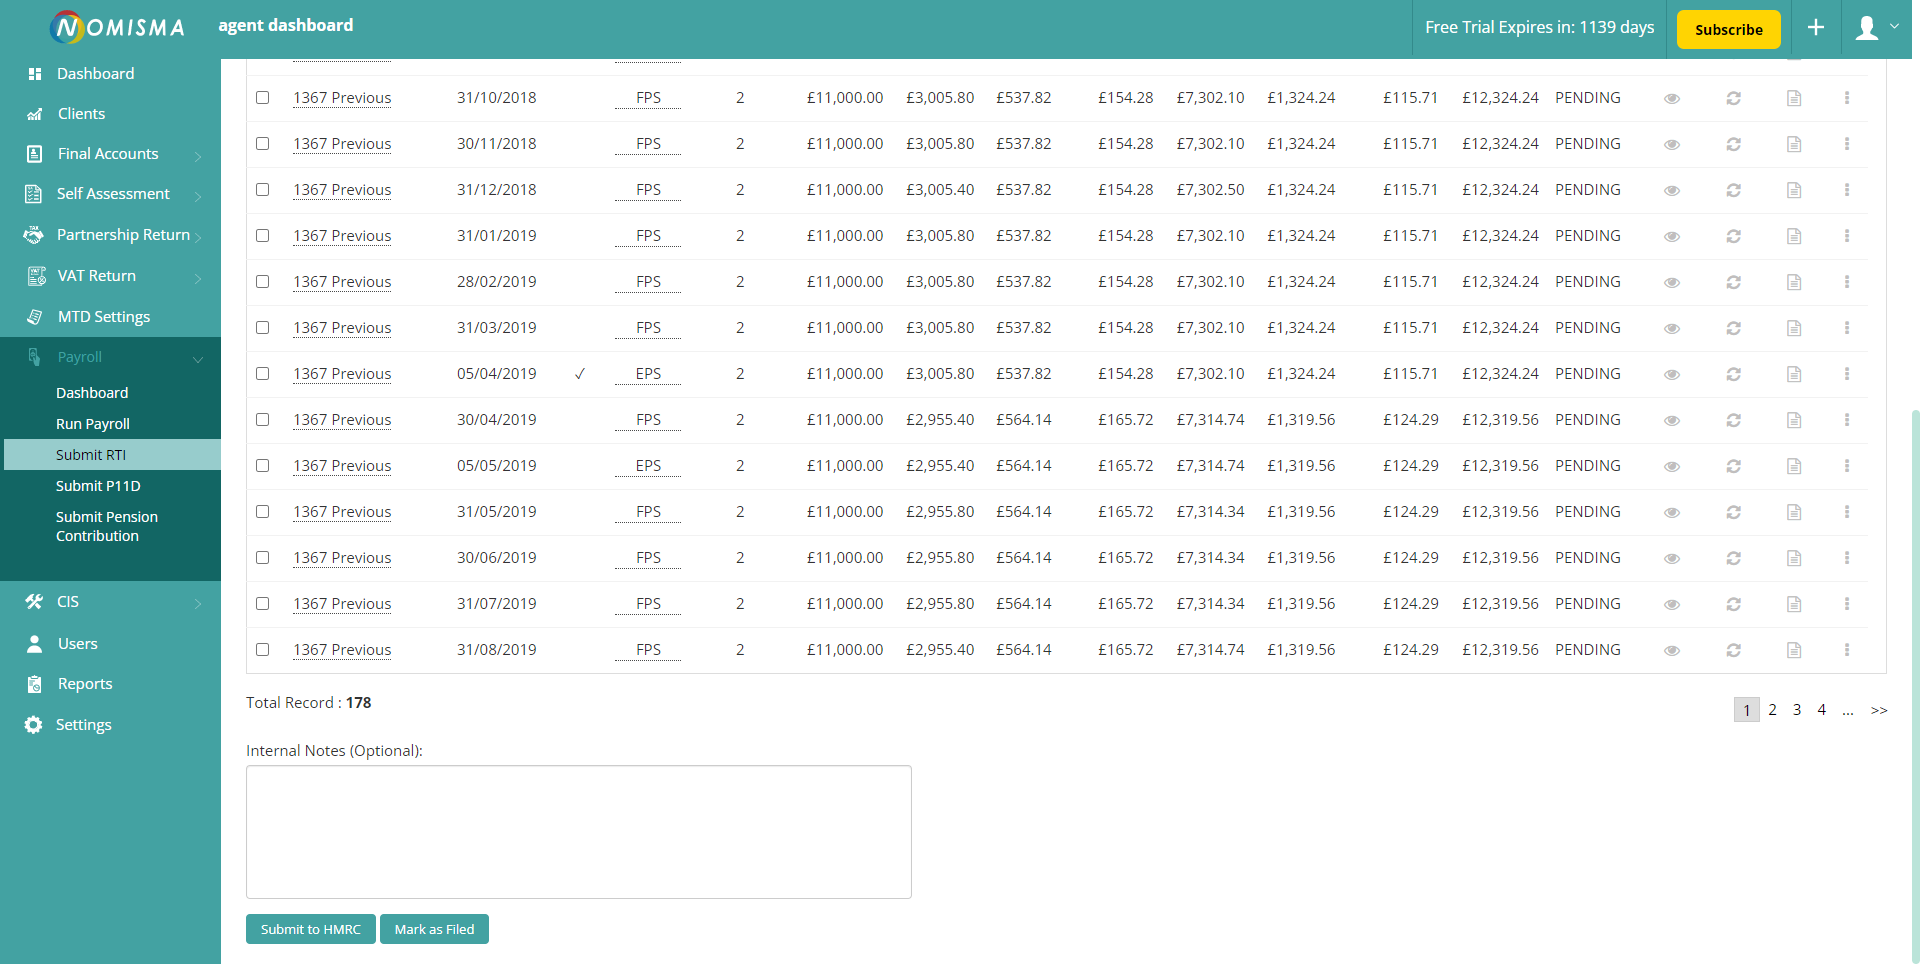 NOMISMA
agent dashboard
Free Trial Expires in: 1139 days
Subscribe
Dashboard
Clients
Final Accounts
Self Assessment
Partnership Return
VAT Return
MTD Settings
Payroll
Dashboard
Run Payroll
Submit RTI
Submit P11D
Submit Pension
Contribution
CIS
Users
Reports
Settings
1367 Previous 31/10/2018 FPS 2 £11,000.00 £3,005.80 £537.82 £154.28 £7,302.10 £1,324.24 £115.71 £12,324.24 PENDING
1367 Previous 30/11/2018 FPS 2 £11,000.00 £3,005.80 £537.82 £154.28 £7,302.10 £1,324.24 £115.71 £12,324.24 PENDING
1367 Previous 31/12/2018 FPS 2 £11,000.00 £3,005.40 £537.82 £154.28 £7,302.50 £1,324.24 £115.71 £12,324.24 PENDING
1367 Previous 31/01/2019 FPS 2 £11,000.00 £3,005.80 £537.82 £154.28 £7,302.10 £1,324.24 £115.71 £12,324.24 PENDING
1367 Previous 28/02/2019 FPS 2 £11,000.00 £3,005.80 £537.82 £154.28 £7,302.10 £1,324.24 £115.71 £12,324.24 PENDING
1367 Previous 31/03/2019 FPS 2 £11,000.00 £3,005.80 £537.82 £154.28 £7,302.10 £1,324.24 £115.71 £12,324.24 PENDING
1367 Previous 05/04/2019 ✓ EPS 2 £11,000.00 £3,005.80 £537.82 £154.28 £7,302.10 £1,324.24 £115.71 £12,324.24 PENDING
1367 Previous 30/04/2019 FPS 2 £11,000.00 £2,955.40 £564.14 £165.72 £7,314.74 £1,319.56 £124.29 £12,319.56 PENDING
1367 Previous 05/05/2019 EPS 2 £11,000.00 £2,955.40 £564.14 £165.72 £7,314.74 £1,319.56 £124.29 £12,319.56 PENDING
1367 Previous 31/05/2019 FPS 2 £11,000.00 £2,955.80 £564.14 £165.72 £7,314.34 £1,319.56 £124.29 £12,319.56 PENDING
1367 Previous 30/06/2019 FPS 2 £11,000.00 £2,955.80 £564.14 £165.72 £7,314.34 £1,319.56 £124.29 £12,319.56 PENDING
1367 Previous 31/07/2019 FPS 2 £11,000.00 £2,955.80 £564.14 £165.72 £7,314.34 £1,319.56 £124.29 £12,319.56 PENDING
1367 Previous 31/08/2019 FPS 2 £11,000.00 £2,955.40 £564.14 £165.72 £7,314.74 £1,319.56 £124.29 £12,319.56 PENDING
Total Record : 178
1 2 3 4 ... >>
Internal Notes (Optional):
Submit to HMRC
Mark as Filed